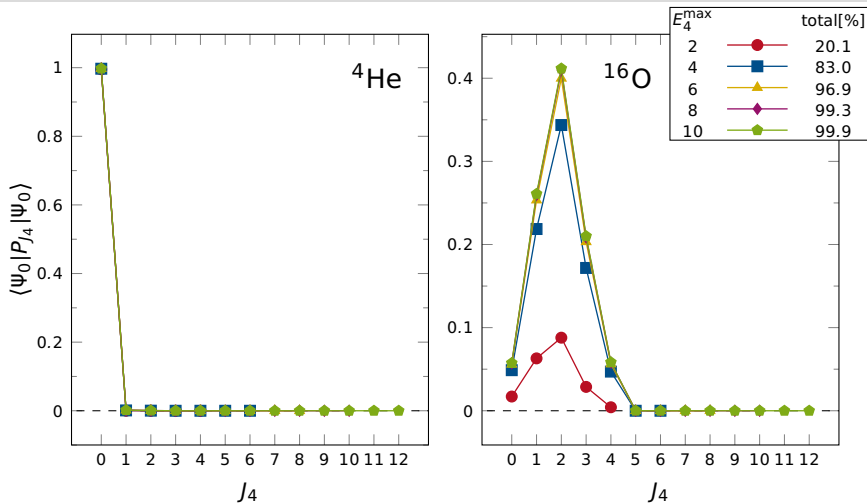 E₄ᵐᵃˣ total[%]
2 20.1
4 83.0
6 96.9
8 99.3
10 99.9
⁴He
¹⁶O
⟨Ψ₀|P_{J₄}|Ψ₀⟩
1
0.8
0.6
0.4
0.2
0
0.4
0.3
0.2
0.1
0
0 1 2 3 4 5 6 7 8 9 10 11 12
0 1 2 3 4 5 6 7 8 9 10 11 12
J₄
J₄